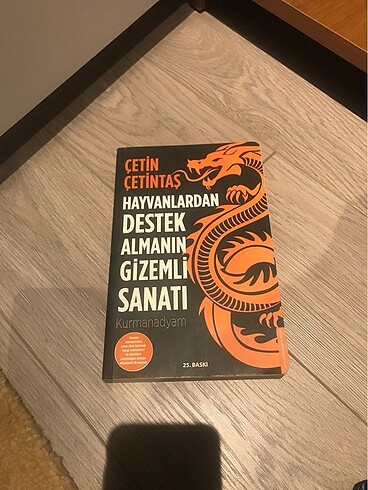 ÇETİN
ÇETİNTAŞ
HAYVANLARDAN
DESTEK
ALMANIN
GİZEMLİ
SANATI
Kurmanadyam
25. BASKI